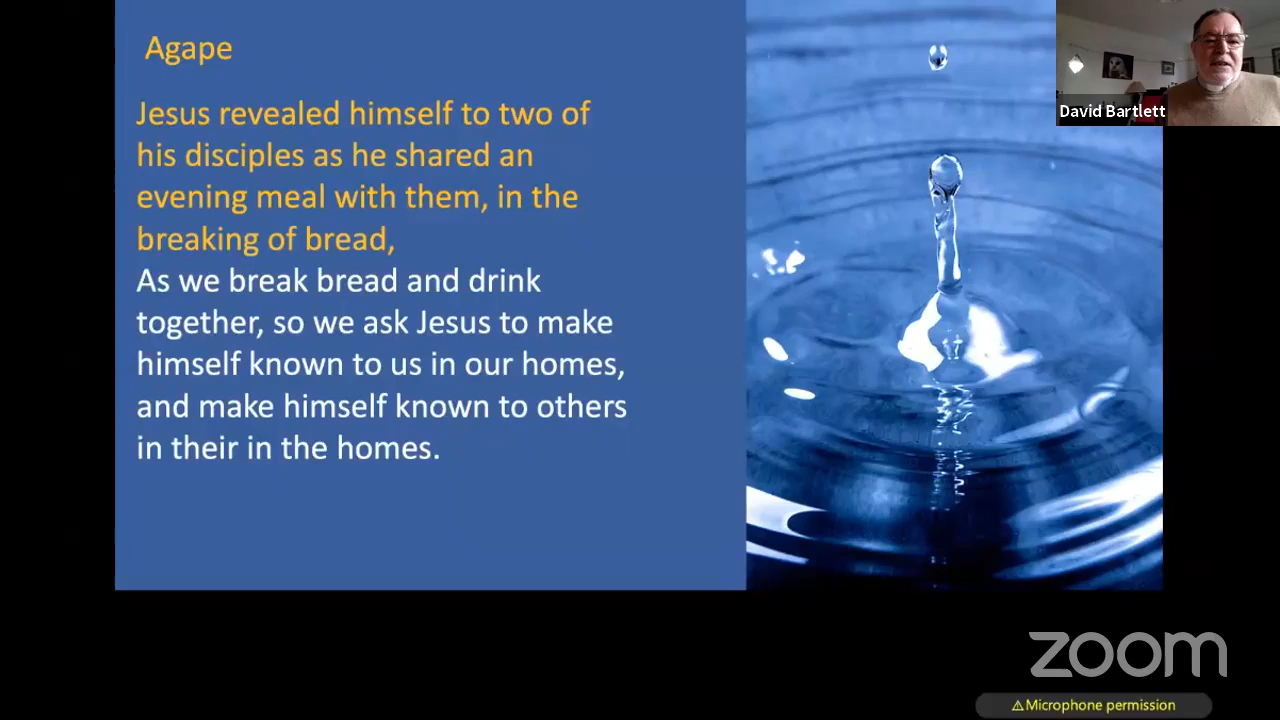 Agape
Jesus revealed himself to two of
his disciples as he shared an
evening meal with them, in the
breaking of bread,
As we break bread and drink
together, so we ask Jesus to make
himself known to us in our homes,
and make himself known to others
in their in the homes.
David Bartlett
zoom
⚠Microphone permission